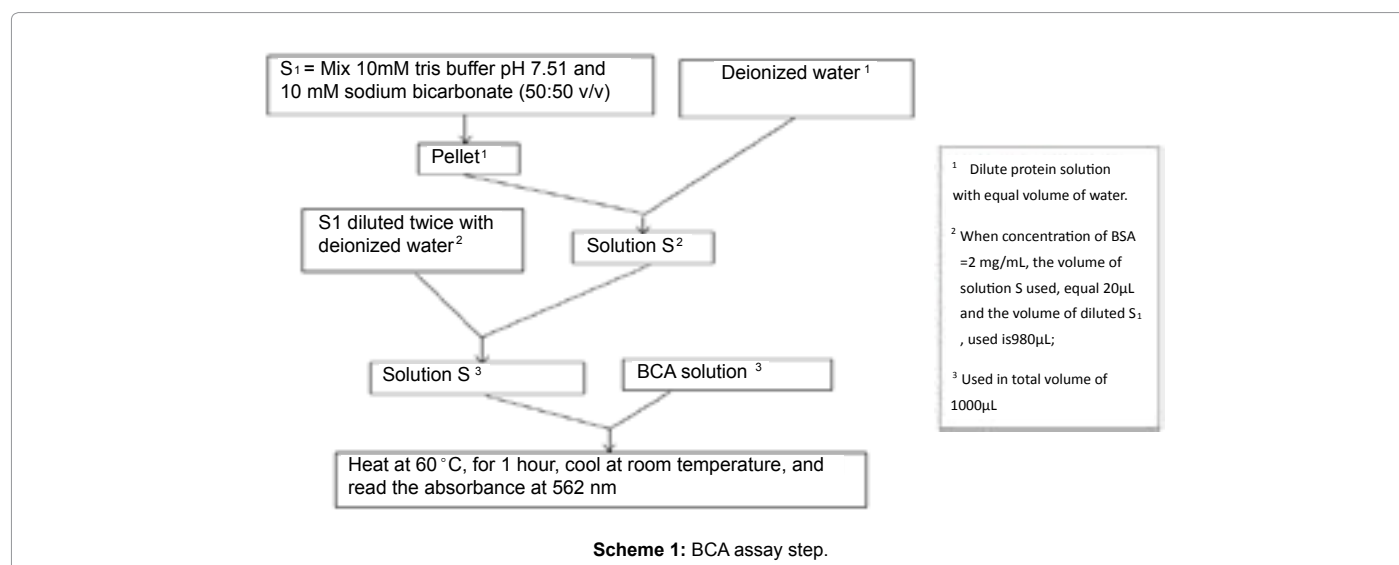 S₁ = Mix 10mM tris buffer pH 7.51 and
10 mM sodium bicarbonate (50:50 v/v)
Deionized water ¹
Pellet¹
S1 diluted twice with
deionized water²
Solution S²
Solution S ³
BCA solution ³
Heat at 60 °C, for 1 hour, cool at room temperature, and
read the absorbance at 562 nm
¹ Dilute protein solution
with equal volume of water.
² When concentration of BSA
=2 mg/mL, the volume of
solution S used, equal 20µL
and the volume of diluted S₁
, used is980µL;
³ Used in total volume of
1000µL
Scheme 1: BCA assay step.